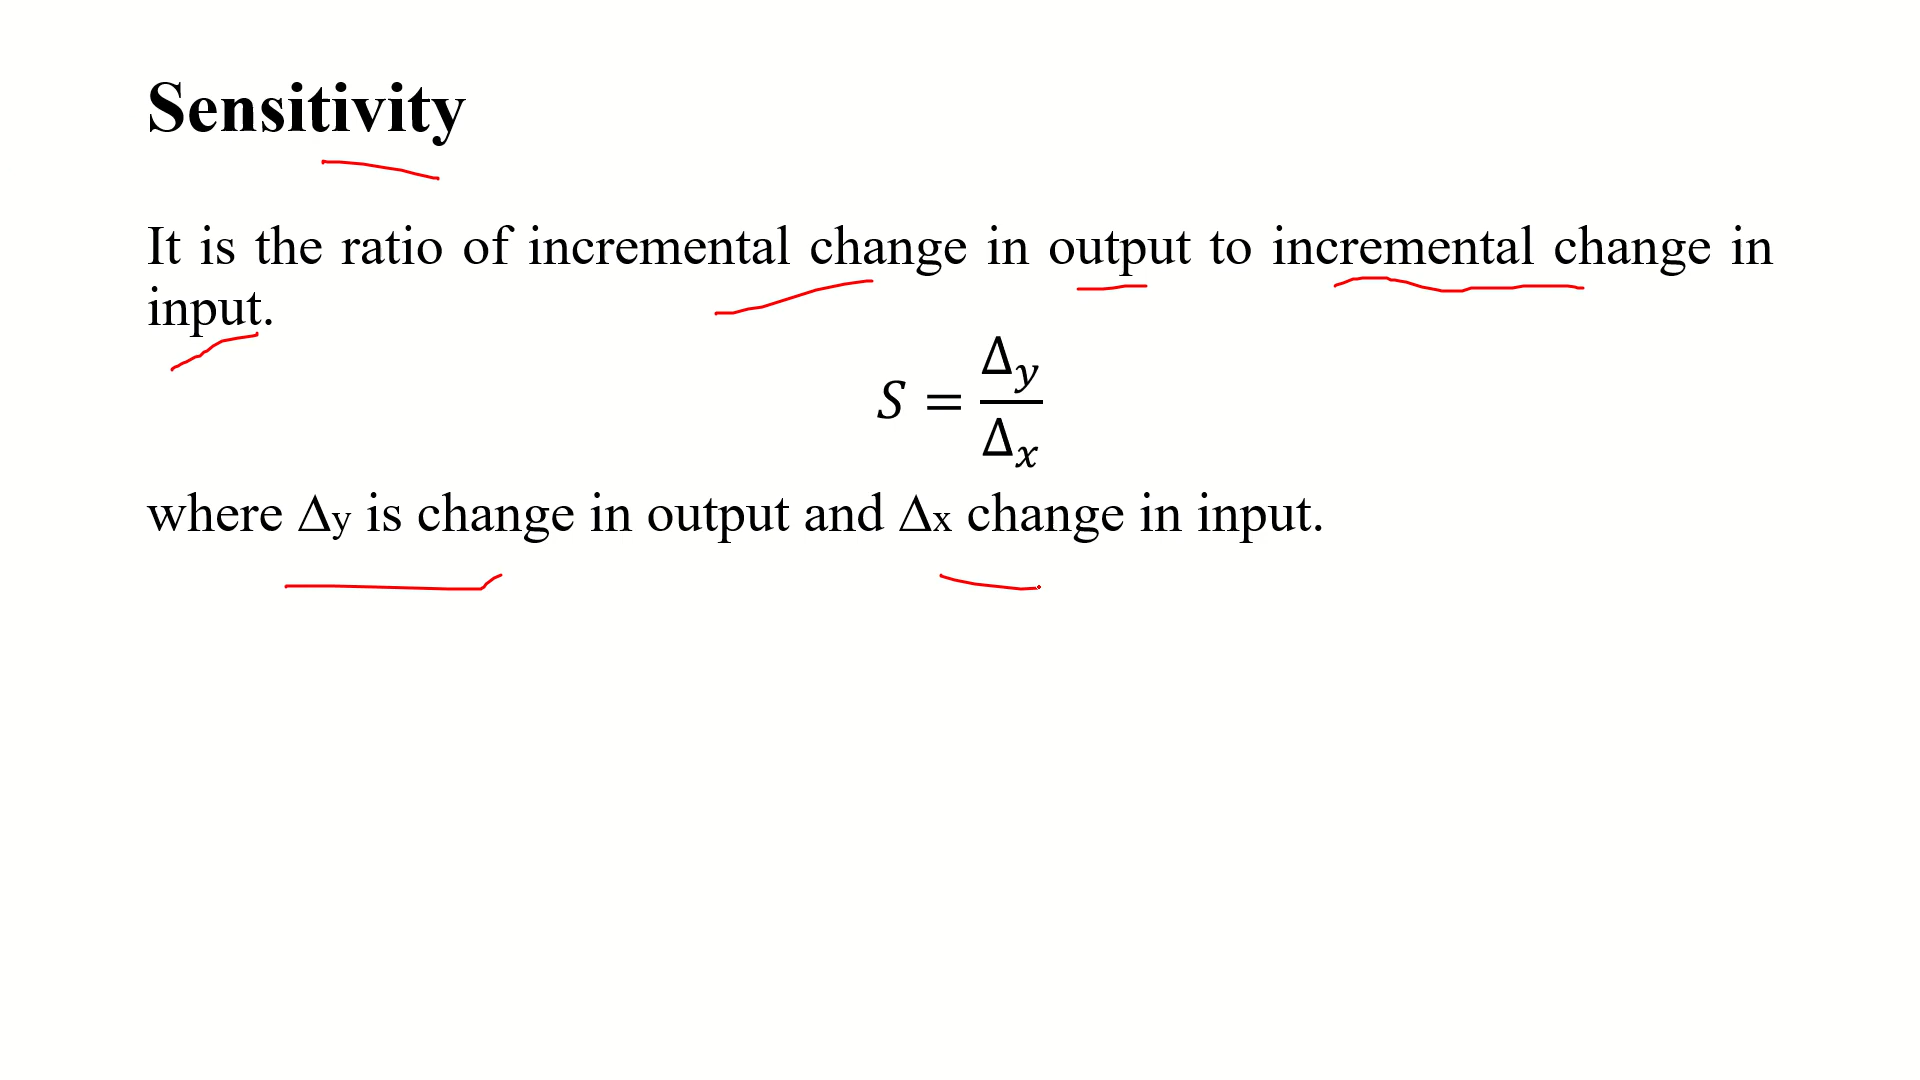 Sensitivity
It is the ratio of incremental change in output to incremental change in
input.
S = Δy / Δx
where Δy is change in output and Δx change in input.